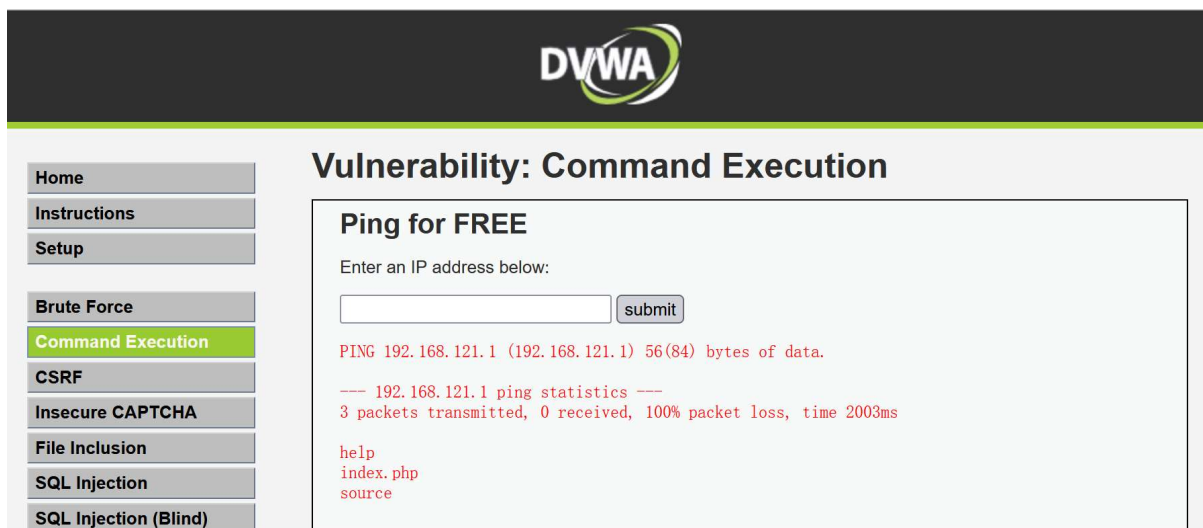 DVWA
Home
Instructions
Setup
Brute Force
Command Execution
CSRF
Insecure CAPTCHA
File Inclusion
SQL Injection
SQL Injection (Blind)
Vulnerability: Command Execution
Ping for FREE
Enter an IP address below:
submit
PING 192.168.121.1 (192.168.121.1) 56(84) bytes of data.
--- 192.168.121.1 ping statistics ---
3 packets transmitted, 0 received, 100% packet loss, time 2003ms
help
index.php
source